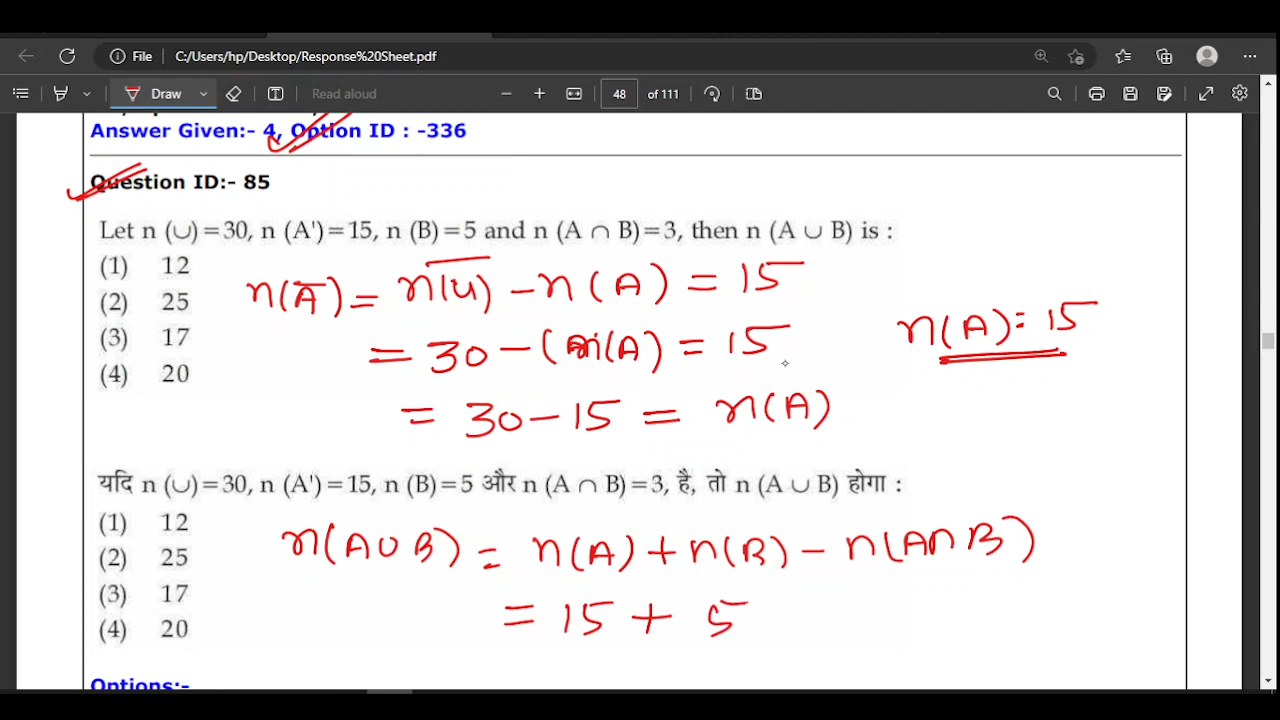 File C:/Users/hp/Desktop/Response%20Sheet.pdf
Draw Read aloud 48 of 111
Answer Given:- 4, Option ID : -336
Question ID:- 85
Let n (∪)=30, n (A')=15, n (B)=5 and n (A ∩ B)=3, then n (A ∪ B) is :
(1) 12
(2) 25
(3) 17
(4) 20
n(A̅) = n(U) - n(A) = 15
= 30 - (n(A) = 15
= 30 - 15 = n(A)
n(A) = 15
यदि n (∪)=30, n (A')=15, n (B)=5 और n (A ∩ B)=3, है, तो n (A ∪ B) होगा :
(1) 12
(2) 25
(3) 17
(4) 20
n(A∪B) = n(A) + n(B) - n(A∩B)
= 15 + 5
Options:-